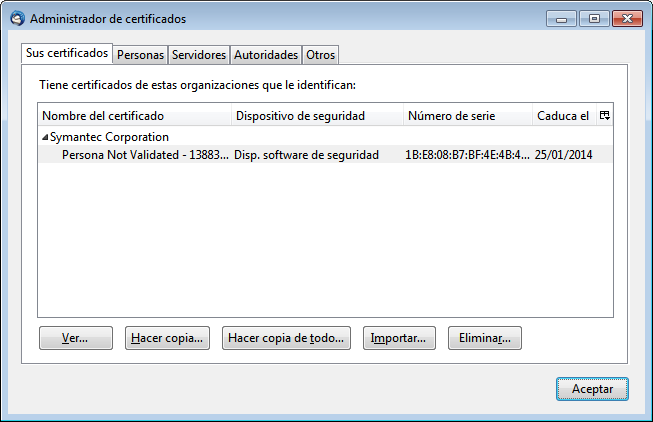 Administrador de certificados
Sus certificados Personas Servidores Autoridades Otros
Tiene certificados de estas organizaciones que le identifican:
Nombre del certificado Dispositivo de seguridad Número de serie Caduca el
Symantec Corporation
Persona Not Validated - 13883... Disp. software de seguridad 1B:E8:08:B7:BF:4E:4B:4... 25/01/2014
Ver... Hacer copia... Hacer copia de todo... Importar... Eliminar...
Aceptar